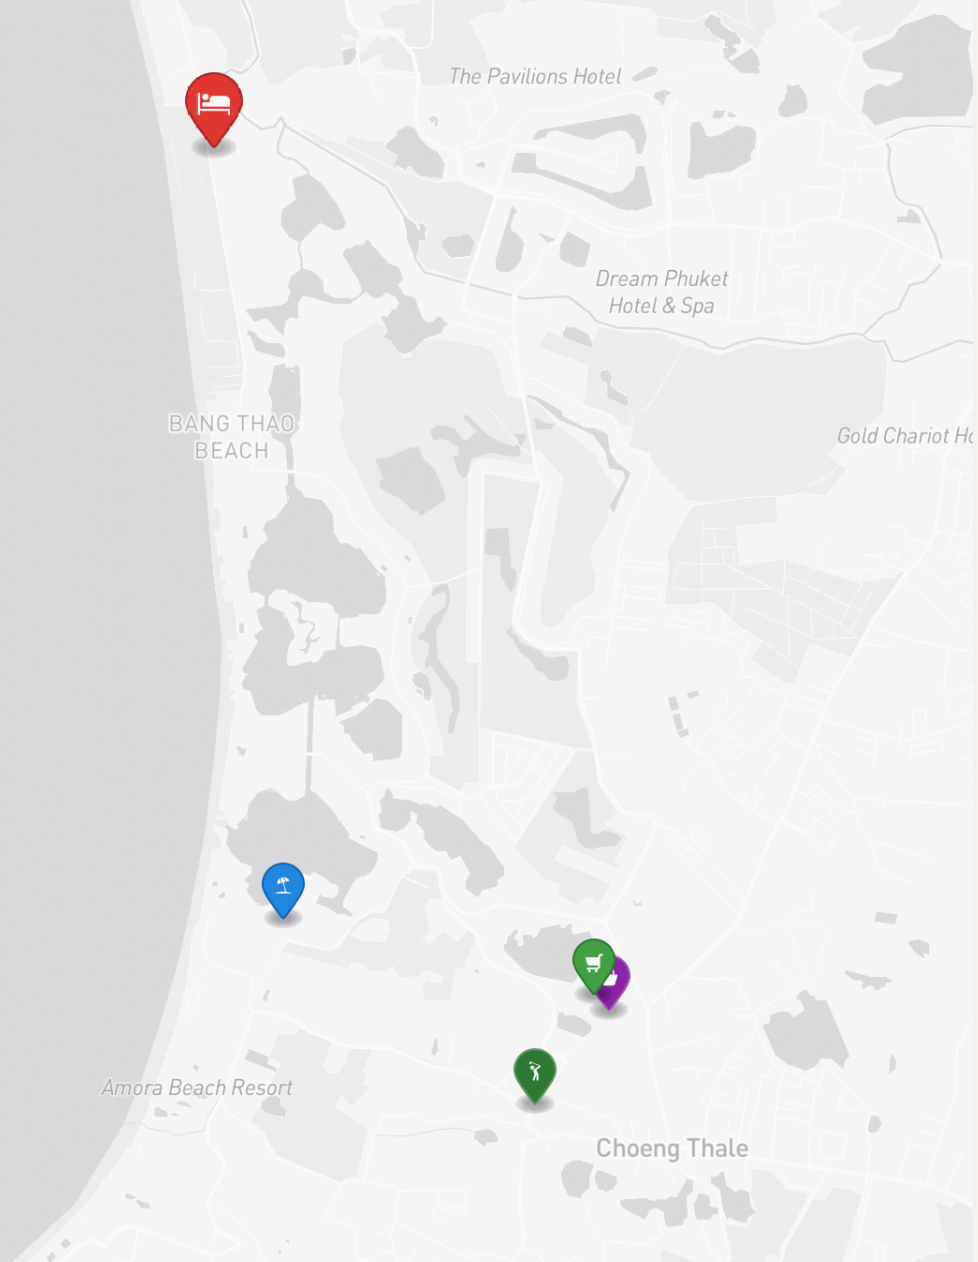 The Pavilions Hotel
Dream Phuket
Hotel & Spa
BANG THAO
BEACH
Gold Chariot Ho
Amora Beach Resort
Choeng Thale